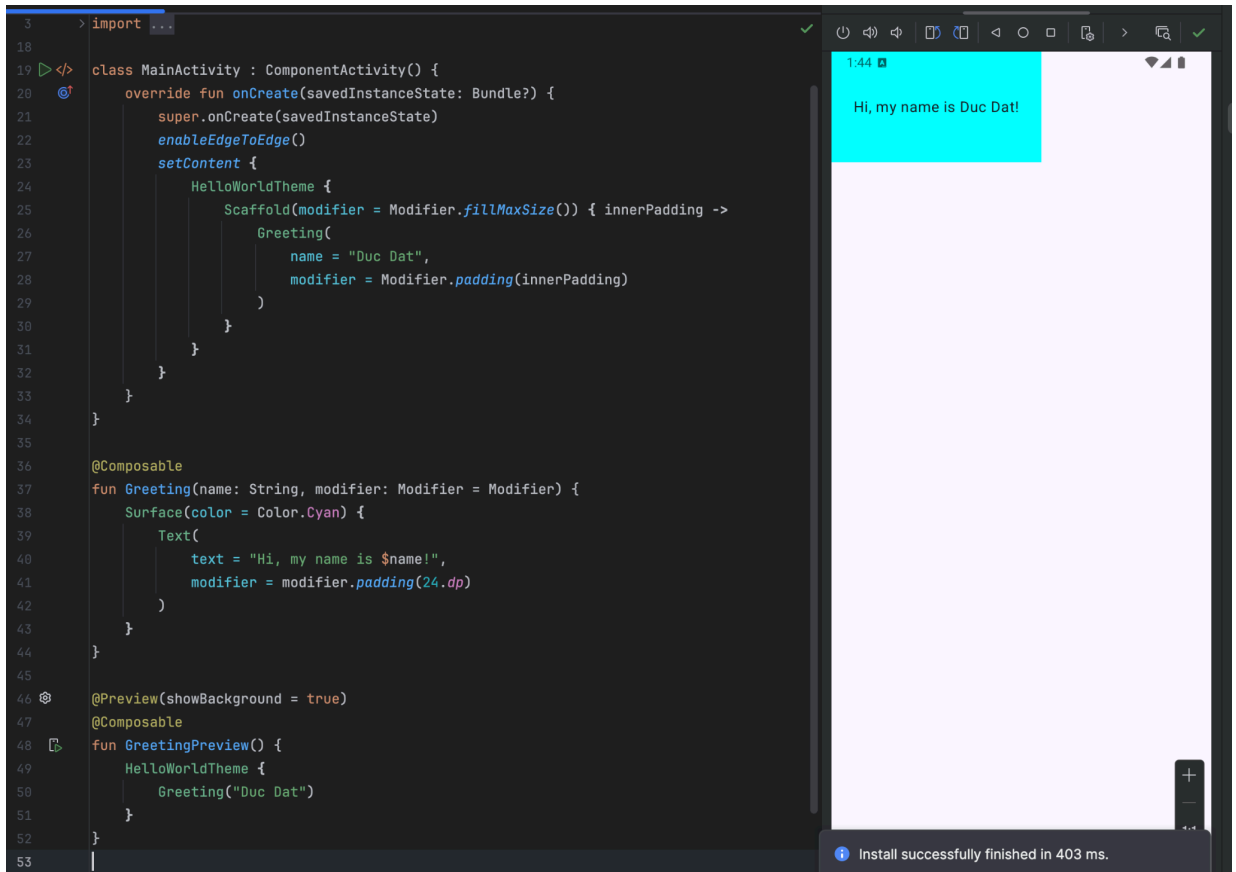 3 import ...
18
19 class MainActivity : ComponentActivity() {
20 override fun onCreate(savedInstanceState: Bundle?) {
21 super.onCreate(savedInstanceState)
22 enableEdgeToEdge()
23 setContent {
24 HelloWorldTheme {
25 Scaffold(modifier = Modifier.fillMaxSize()) { innerPadding ->
26 Greeting(
27 name = "Duc Dat",
28 modifier = Modifier.padding(innerPadding)
29 )
30 }
31 }
32 }
33 }
34 }
35
36 @Composable
37 fun Greeting(name: String, modifier: Modifier = Modifier) {
38 Surface(color = Color.Cyan) {
39 Text(
40 text = "Hi, my name is $name!",
41 modifier = modifier.padding(24.dp)
42 )
43 }
44 }
45
46 @Preview(showBackground = true)
47 @Composable
48 fun GreetingPreview() {
49 HelloWorldTheme {
50 Greeting("Duc Dat")
51 }
52 }
53
1:44
Hi, my name is Duc Dat!
Install successfully finished in 403 ms.